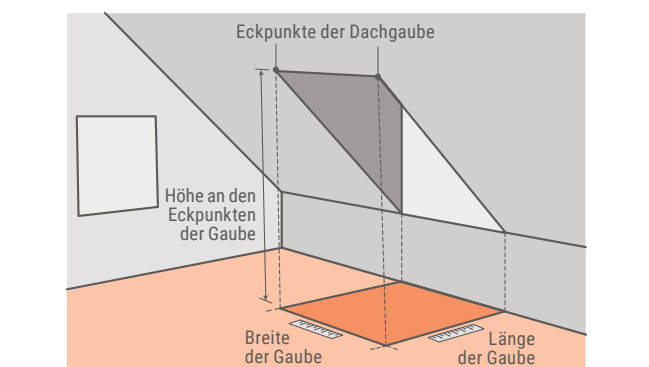 Eckpunkte der Dachgaube
Höhe an den
Eckpunkten
der Gaube
Breite
der Gaube
Länge
der Gaube